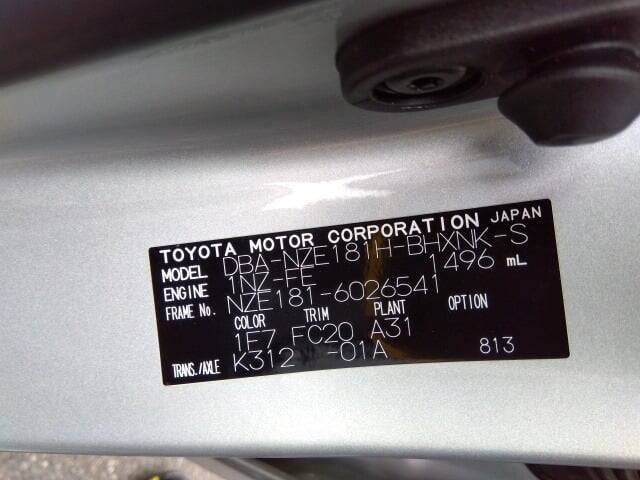 TOYOTA MOTOR CORPORATION JAPAN
MODEL DBA-NZE181H-BHXNK-S
ENGINE 1NZ-FE 1496 mL
FRAME No. NZE181-6026541
COLOR TRIM PLANT OPTION
1E7 FC20 A31
TRANS./AXLE K312 -01A 813